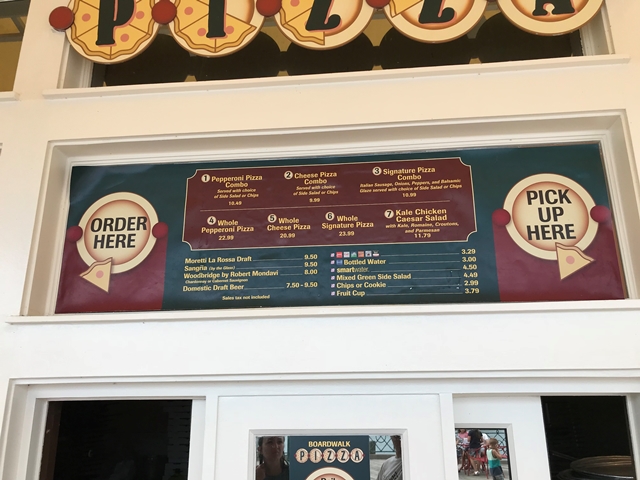 PIZZA
ORDER
HERE
1 Pepperoni Pizza
Combo
Served with choice
of Side Salad or Chips
10.49
2 Cheese Pizza
Combo
Served with choice
of Side Salad or Chips
9.99
3 Signature Pizza
Combo
Italian Sausage, Onions, Peppers, and Balsamic
Glaze served with choice of Side Salad or Chips
10.99
4 Whole
Pepperoni Pizza
22.99
5 Whole
Cheese Pizza
20.99
6 Whole
Signature Pizza
23.99
7 Kale Chicken
Caesar Salad
with Kale, Romaine, Croutons,
and Parmesan
11.79
Moretti La Rossa Draft 9.50
Sangria (by the Glass) 9.50
Woodbridge by Robert Mondavi 8.00
Chardonnay or Cabernet Sauvignon
Domestic Draft Beer 7.50 - 9.50
Sales tax not included
3.29
Bottled Water 3.00
smartwater 4.50
Mixed Green Side Salad 4.49
Chips or Cookie 2.99
Fruit Cup 3.79
PICK
UP
HERE
BOARDWALK
PIZZA